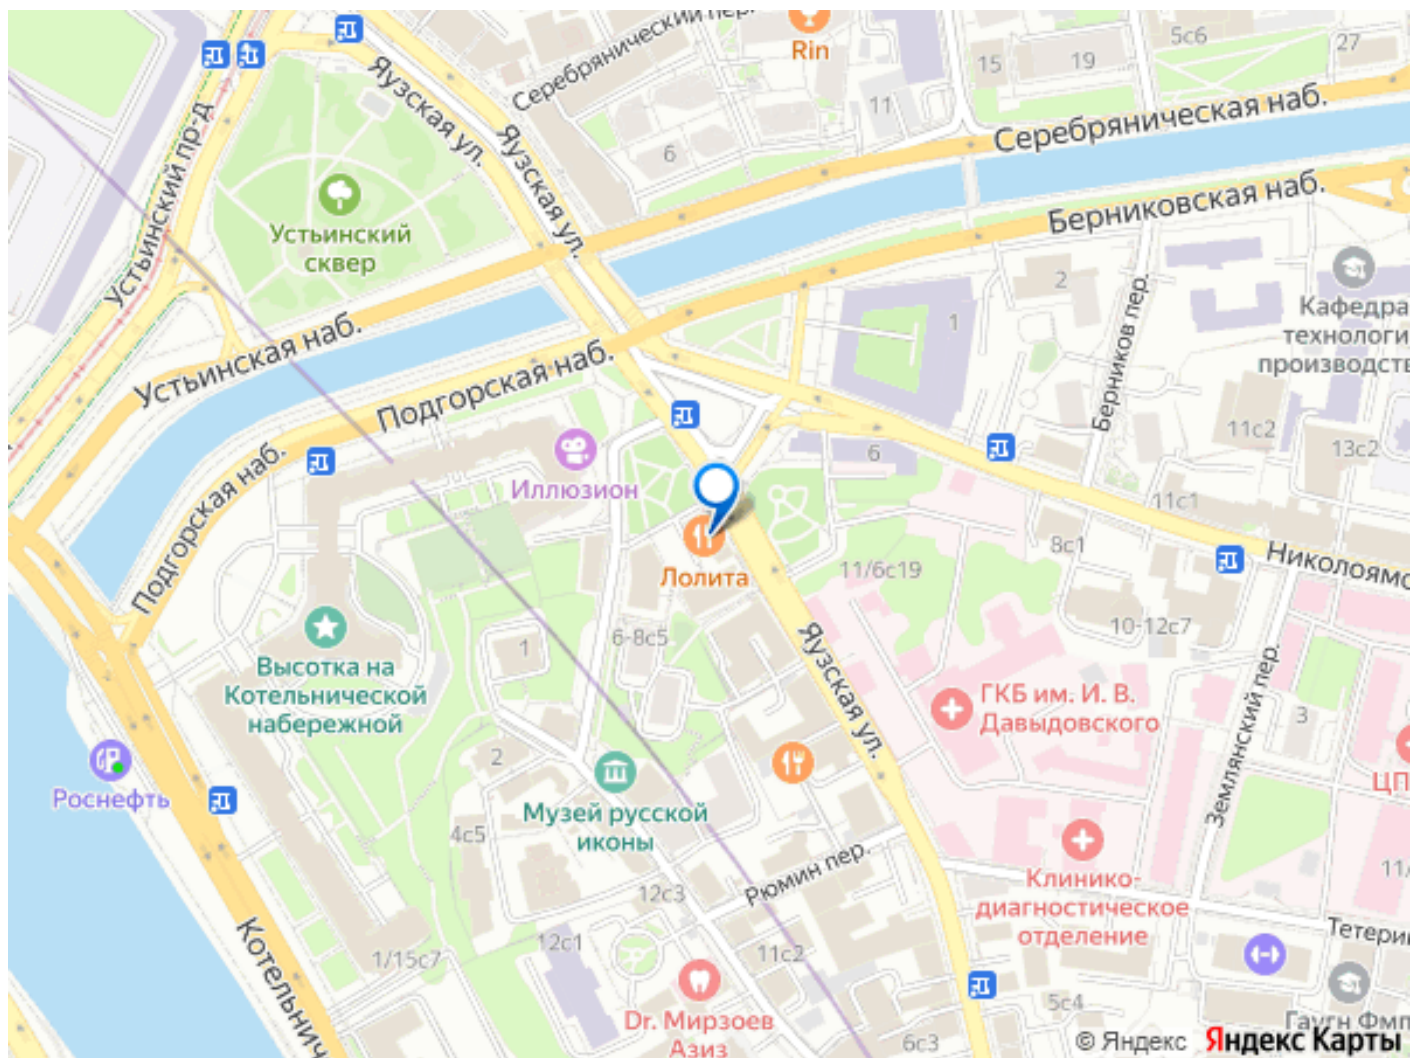 Серебрянический пер.
Rin
5с6
27
15
19
11
6
Яузская ул.
Яузская ул.
Серебряническая наб.
Устьинский пр-д
Устьинский
сквер
Берниковская наб.
2
1
Кафедра
технологи
производств
Берников пер.
Устьинская наб.
Подгорская наб.
Подгорская наб.
Иллюзион
6
11с2
13с2
11с1
8с1
Лолита
11/6с19
Николоямс
10-12с7
6-8с5
1
Яузская ул.
Высотка на
Котельнической
набережной
ГКБ им. И. В.
Давыдовского
Землянский пер.
3
ЦП
2
Роснефть
Музей русской
иконы
4с5
Рюмин пер.
12с3
Клинико-
диагностическое
отделение
11/
Тетери
12с1
11с2
1/15с7
Котельнич
Dr. Мирзоев
Азиз
6с3
5с4
Гаугн Фмп
© Яндекс Яндекс Карты